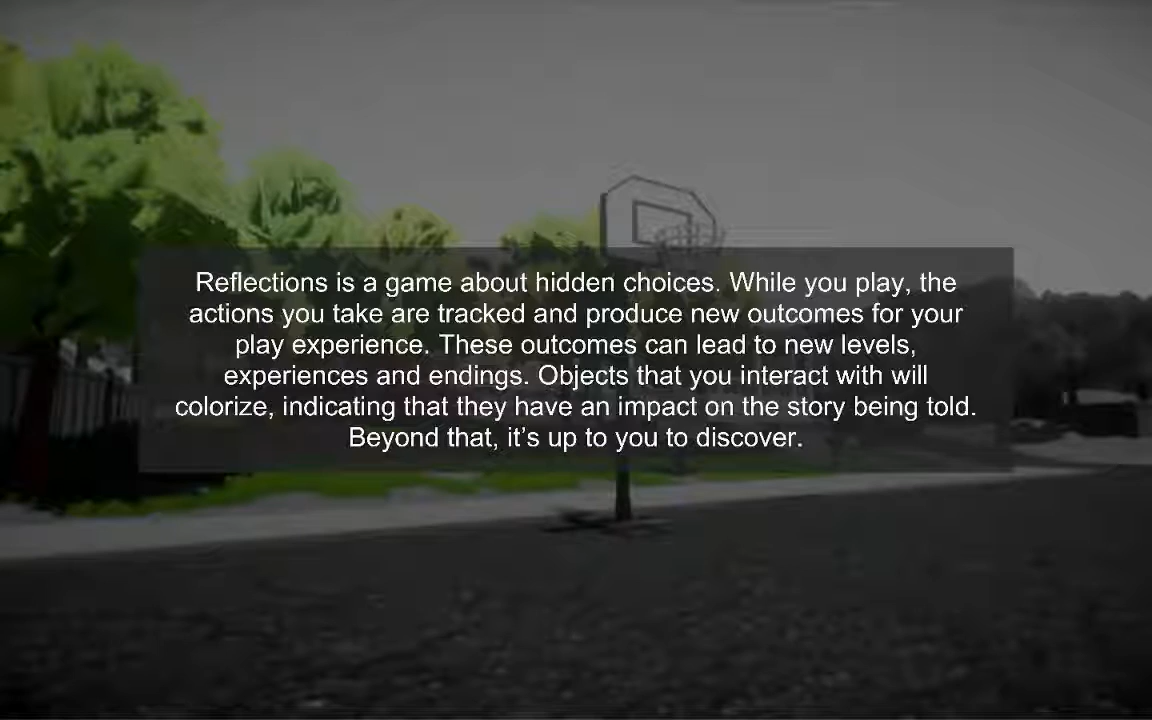 Reflections is a game about hidden choices. While you play, the
actions you take are tracked and produce new outcomes for your
play experience. These outcomes can lead to new levels,
experiences and endings. Objects that you interact with will
colorize, indicating that they have an impact on the story being told.
Beyond that, it’s up to you to discover.